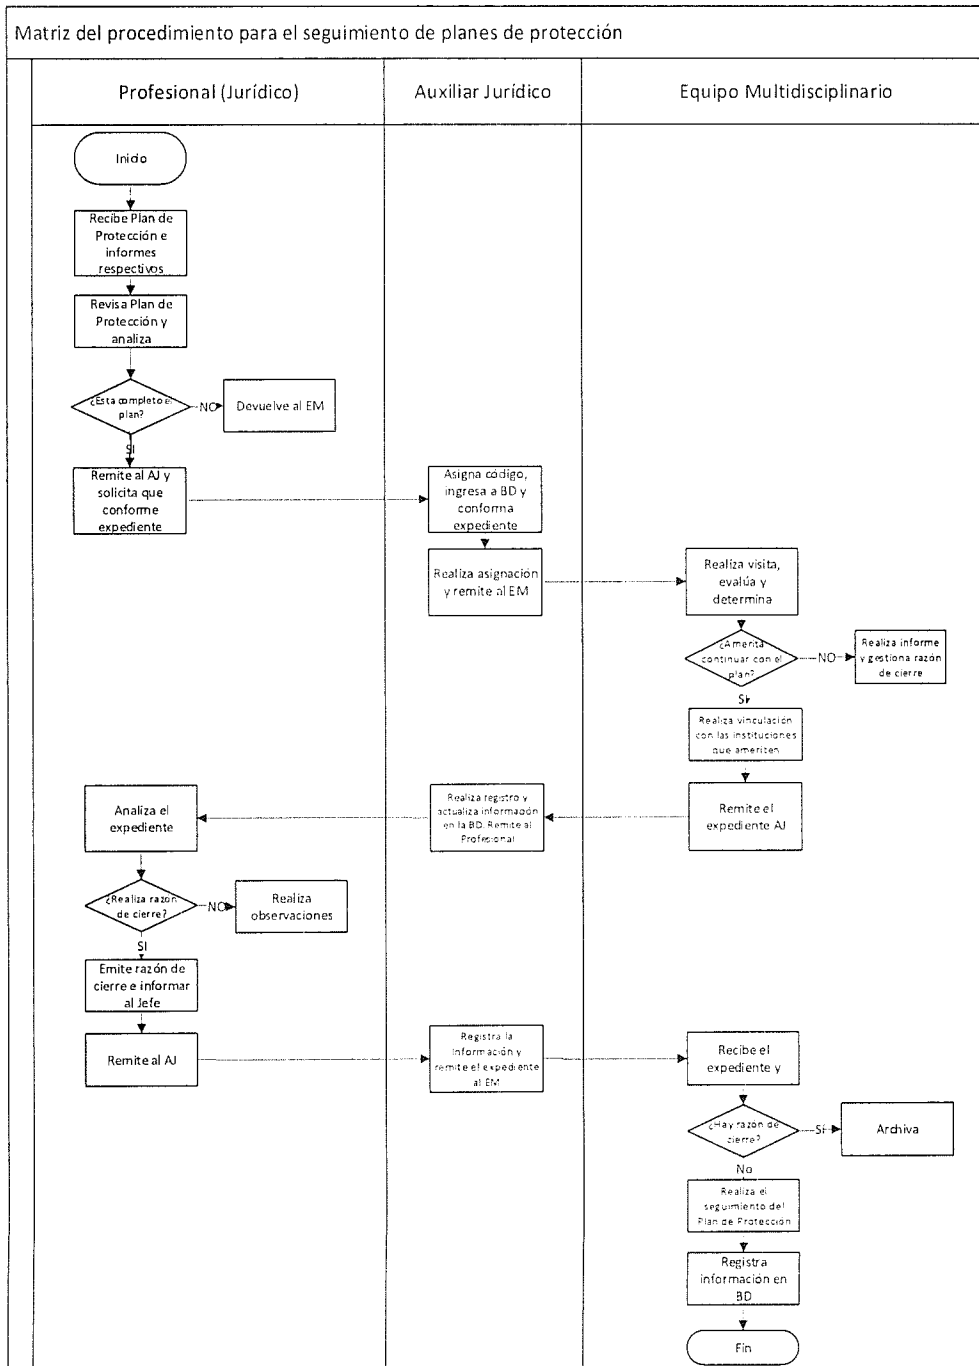 Matriz del procedimiento para el seguimiento de planes de protección
Profesional (Jurídico)
Auxiliar Jurídico
Equipo Multidisciplinario
Inicio
Recibe Plan de
Protección e
informes
respectivos
Revisa Plan de
Protección y
analiza
¿Esta completo el
plan?
NO
Devuelve al EM
SI
Remite al AJ y
solicita que
conforme
expediente
Asigna código,
ingresa a BD y
conforma
expediente
Realiza asignación
y remite al EM
Realiza visita,
evalúa y
determina
¿Amerita
continuar con el
plan?
NO
Realiza informe
y gestiona razón
de cierre
Si
Realiza vinculación
con las instituciones
que ameriten
Remite el
expediente AJ
Realiza registro y
actualiza información
en la BD. Remite al
Profesional
Analiza el
expediente
¿Realiza razón
de cierre?
NO
Realiza
observaciones
SI
Emite razón de
cierre e informar
al Jefe
Remite al AJ
Registra la
Información y
remite el expediente
al EM
Recibe el
expediente y
¿Hay razón de
cierre?
Sí
Archiva
No
Realiza el
seguimiento del
Plan de Protección
Registra
información en
BD
Fin